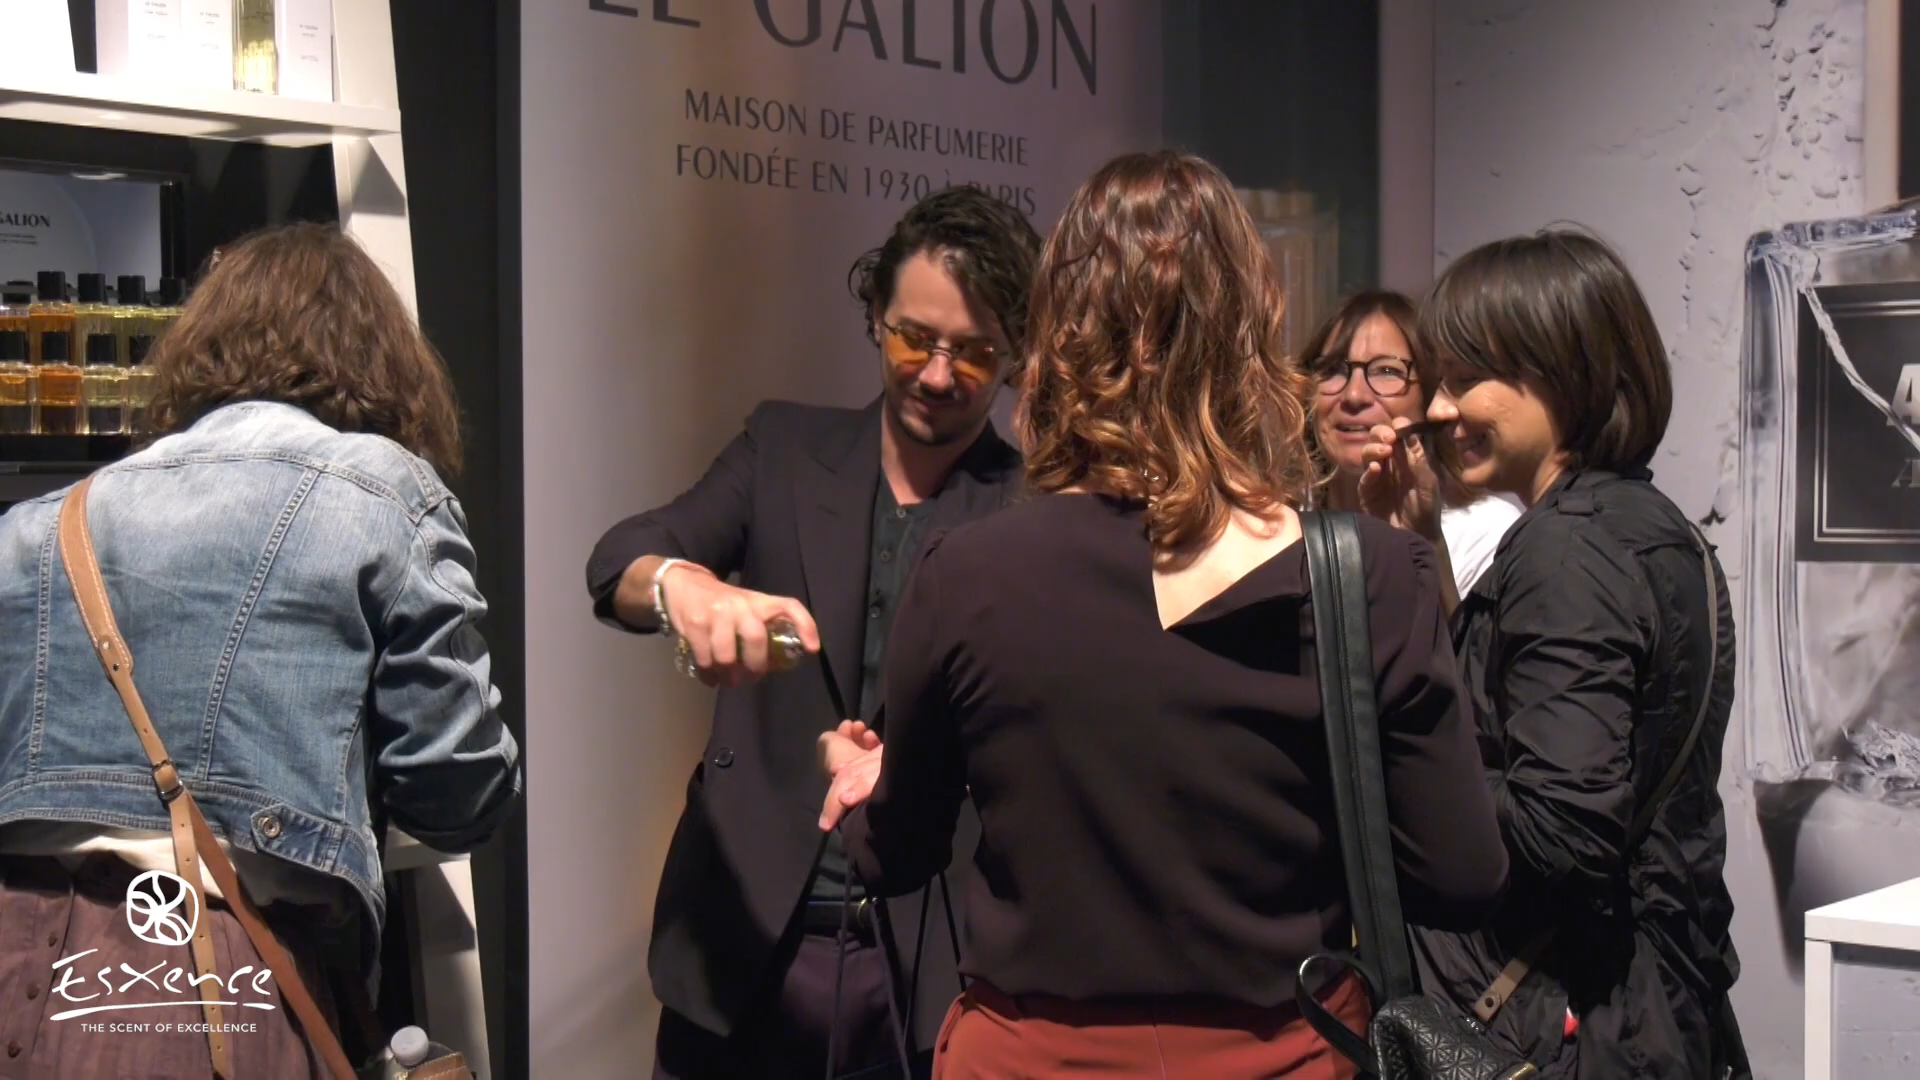 LE GALION
MAISON DE PARFUMERIE
FONDÉE EN 1930 À PARIS
GALION
A
Esxence
THE SCENT OF EXCELLENCE